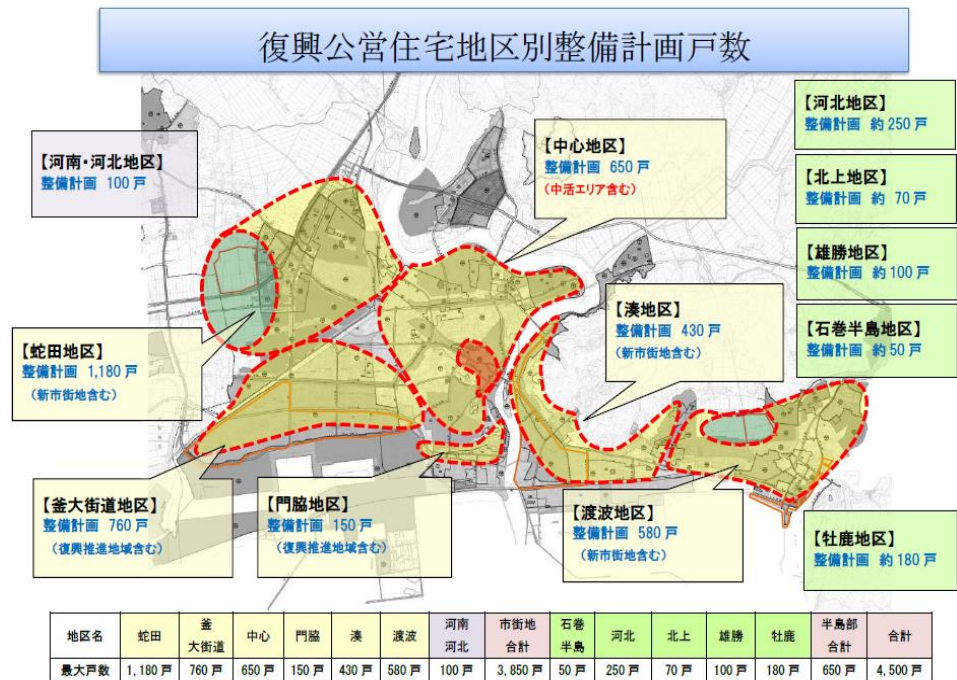 復興公営住宅地区別整備計画戸数
【河南・河北地区】
整備計画 100戸
【中心地区】
整備計画 650戸
（中活エリア含む）
【河北地区】
整備計画 約250戸
【北上地区】
整備計画 約 70戸
【雄勝地区】
整備計画 約100戸
【石巻半島地区】
整備計画 約50戸
【湊地区】
整備計画 430戸
（新市街地含む）
【蛇田地区】
整備計画 1,180戸
（新市街地含む）
【釜大街道地区】
整備計画 760戸
（復興推進地域含む）
【門脇地区】
整備計画 150戸
（復興推進地域含む）
【渡波地区】
整備計画 580戸
（新市街地含む）
【牡鹿地区】
整備計画 約180戸
地区名 蛇田 釜大街道 中心 門脇 湊 渡波 河南河北 市街地合計 石巻半島 河北 北上 雄勝 牡鹿 半島部合計 合計
最大戸数 1,180戸 760戸 650戸 150戸 430戸 580戸 100戸 3,850戸 50戸 250戸 70戸 100戸 180戸 650戸 4,500戸